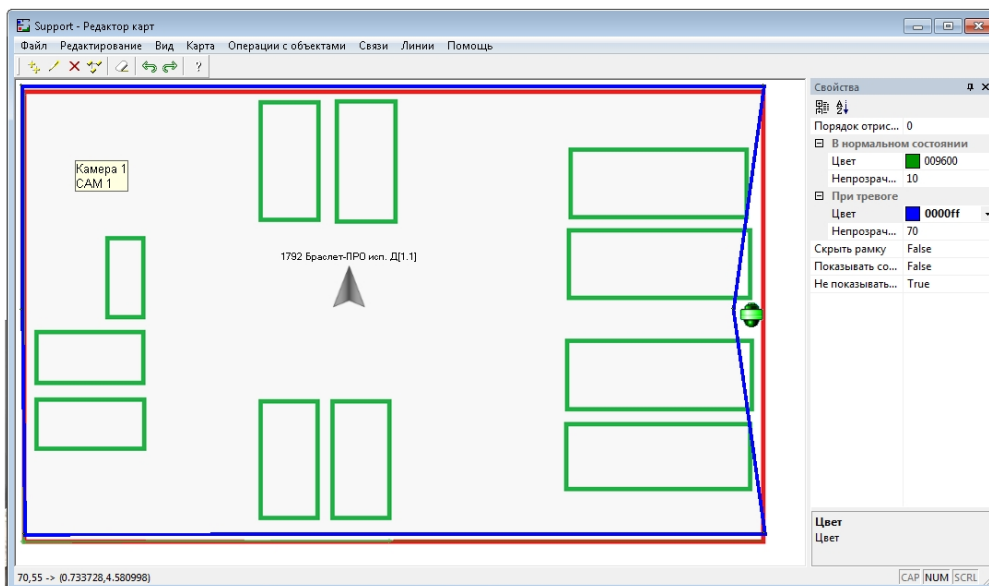 Support - Редактор карт
Файл Редактирование Вид Карта Операции с объектами Связи Линии Помощь
?
Камера 1
CAM 1
1792 Браслет-ПРО исп. Д[1.1]
Свойства
Порядок отрис... 0
В нормальном состоянии
Цвет 009600
Непрозрач... 10
При тревоге
Цвет 0000ff
Непрозрач... 70
Скрыть рамку False
Показывать со... False
Не показывать... True
Цвет
Цвет
70,55 -> (0.733728,4.580998)
CAP NUM SCRL